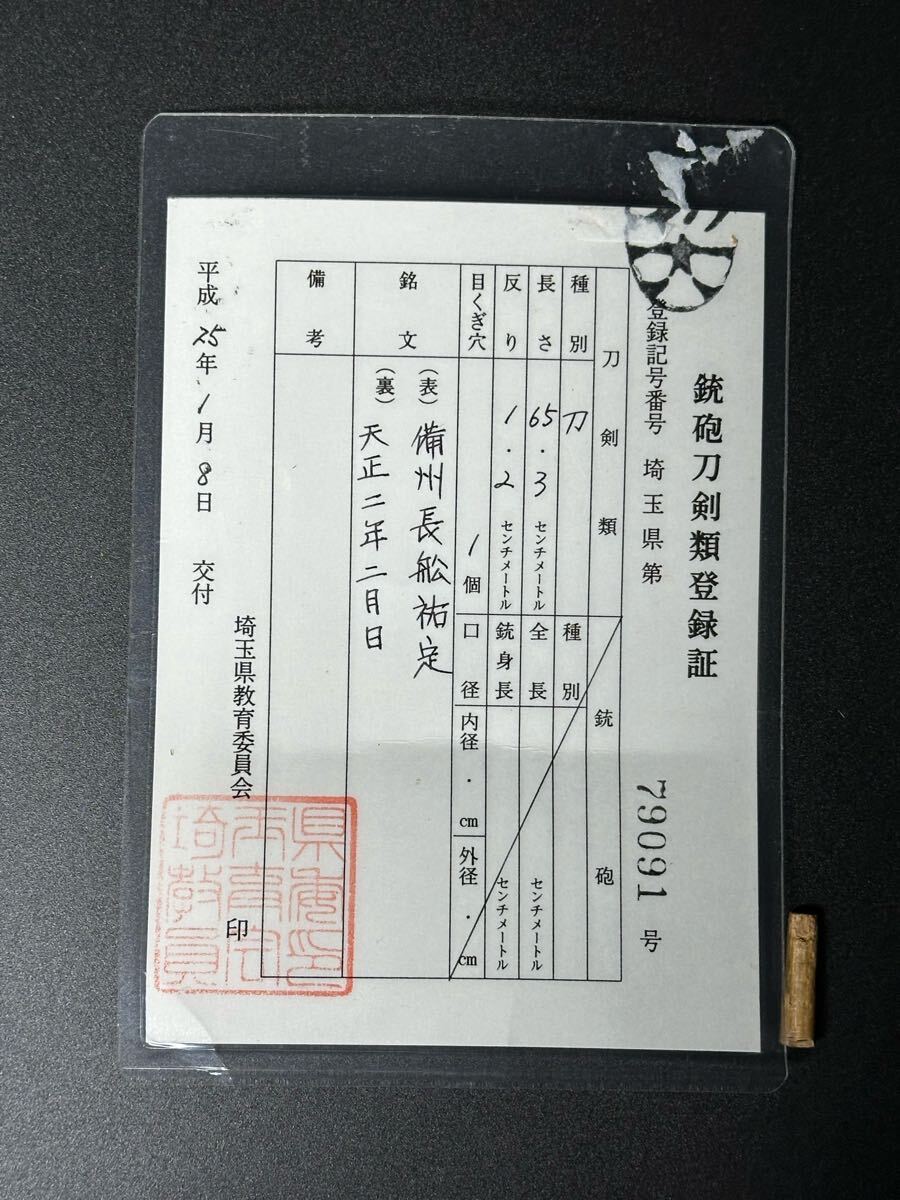 銃砲刀剣類登録証
登録記号番号 埼玉県第 79091 号
刀剣類
種別 刀
長さ 65.3 センチメートル
反り 1.2 センチメートル
目くぎ穴 1個
銘文
(表) 備州長舩祐定
(裏) 天正二年二月日
備考
銃砲
種別
全長 センチメートル
銃身長 センチメートル
口径 内径 . cm 外径 . cm
平成25年1月8日 交付
埼玉県教育委員会 印